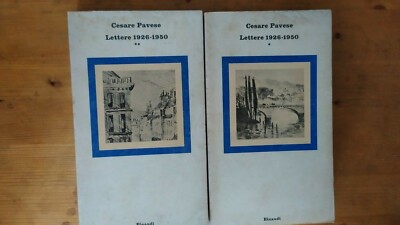 Cesare Pavese
Lettere 1926-1950
**
Einaudi
Cesare Pavese
Lettere 1926-1950
*
Einaudi